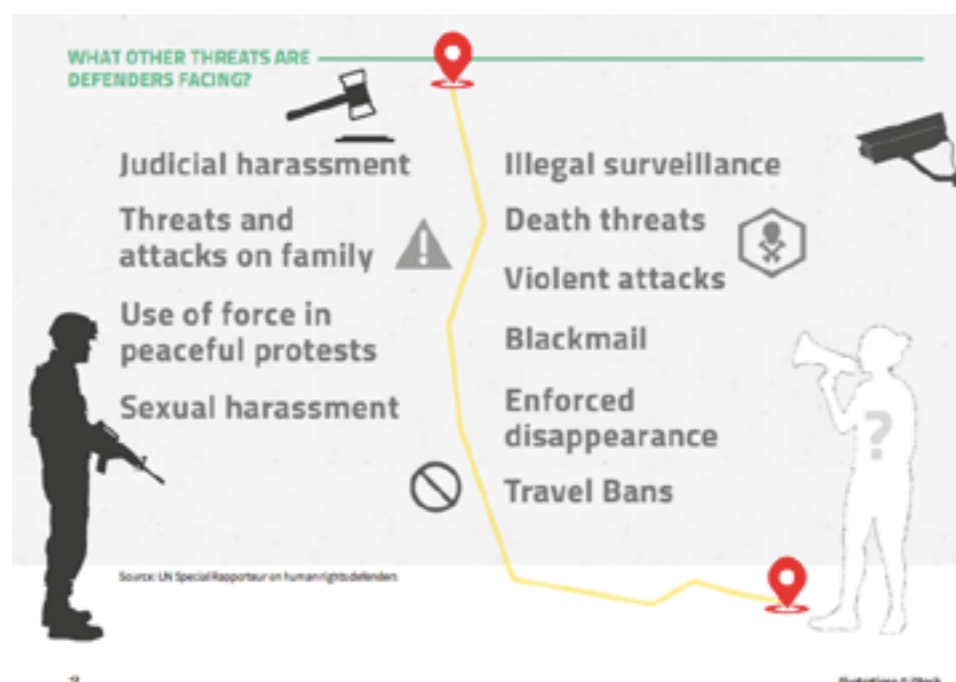 WHAT OTHER THREATS ARE
DEFENDERS FACING?
Judicial harassment
Threats and
attacks on family
Use of force in
peaceful protests
Sexual harassment
Illegal surveillance
Death threats
Violent attacks
Blackmail
Enforced
disappearance
Travel Bans
?
Source: UN Special Rapporteur on human rights defenders